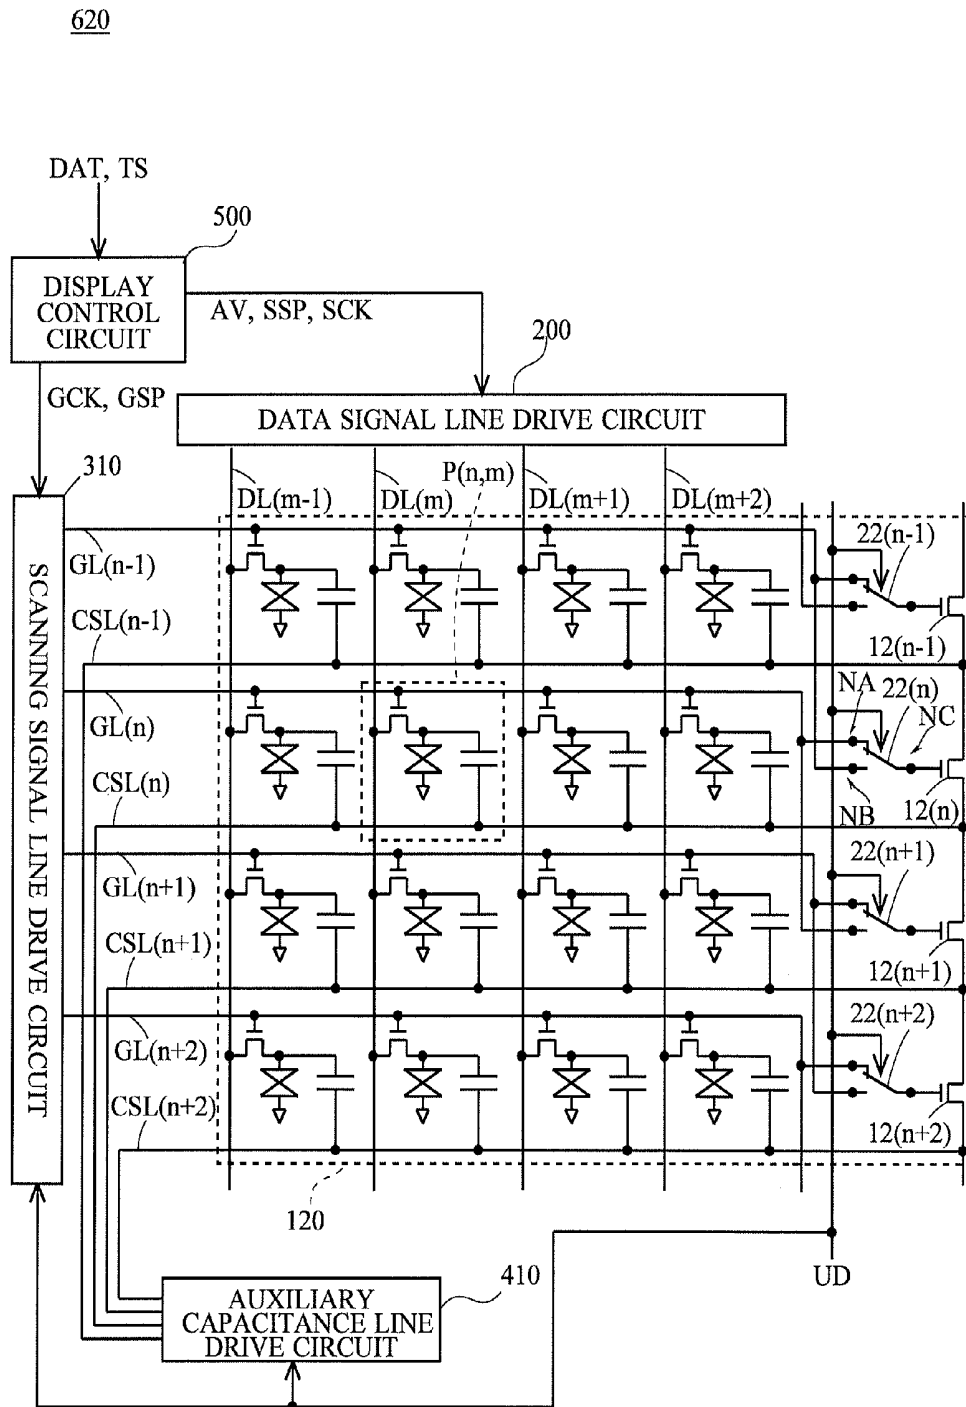 620
DAT, TS
500
DISPLAY
CONTROL
CIRCUIT
AV, SSP, SCK
200
GCK, GSP
DATA SIGNAL LINE DRIVE CIRCUIT
310
P(n,m)
DL(m-1)
DL(m)
DL(m+1)
DL(m+2)
SCANNING SIGNAL LINE DRIVE CIRCUIT
GL(n-1)
22(n-1)
CSL(n-1)
12(n-1)
GL(n)
NA
22(n)
NC
CSL(n)
NB
12(n)
GL(n+1)
22(n+1)
CSL(n+1)
12(n+1)
GL(n+2)
22(n+2)
CSL(n+2)
12(n+2)
120
UD
410
AUXILIARY
CAPACITANCE LINE
DRIVE CIRCUIT